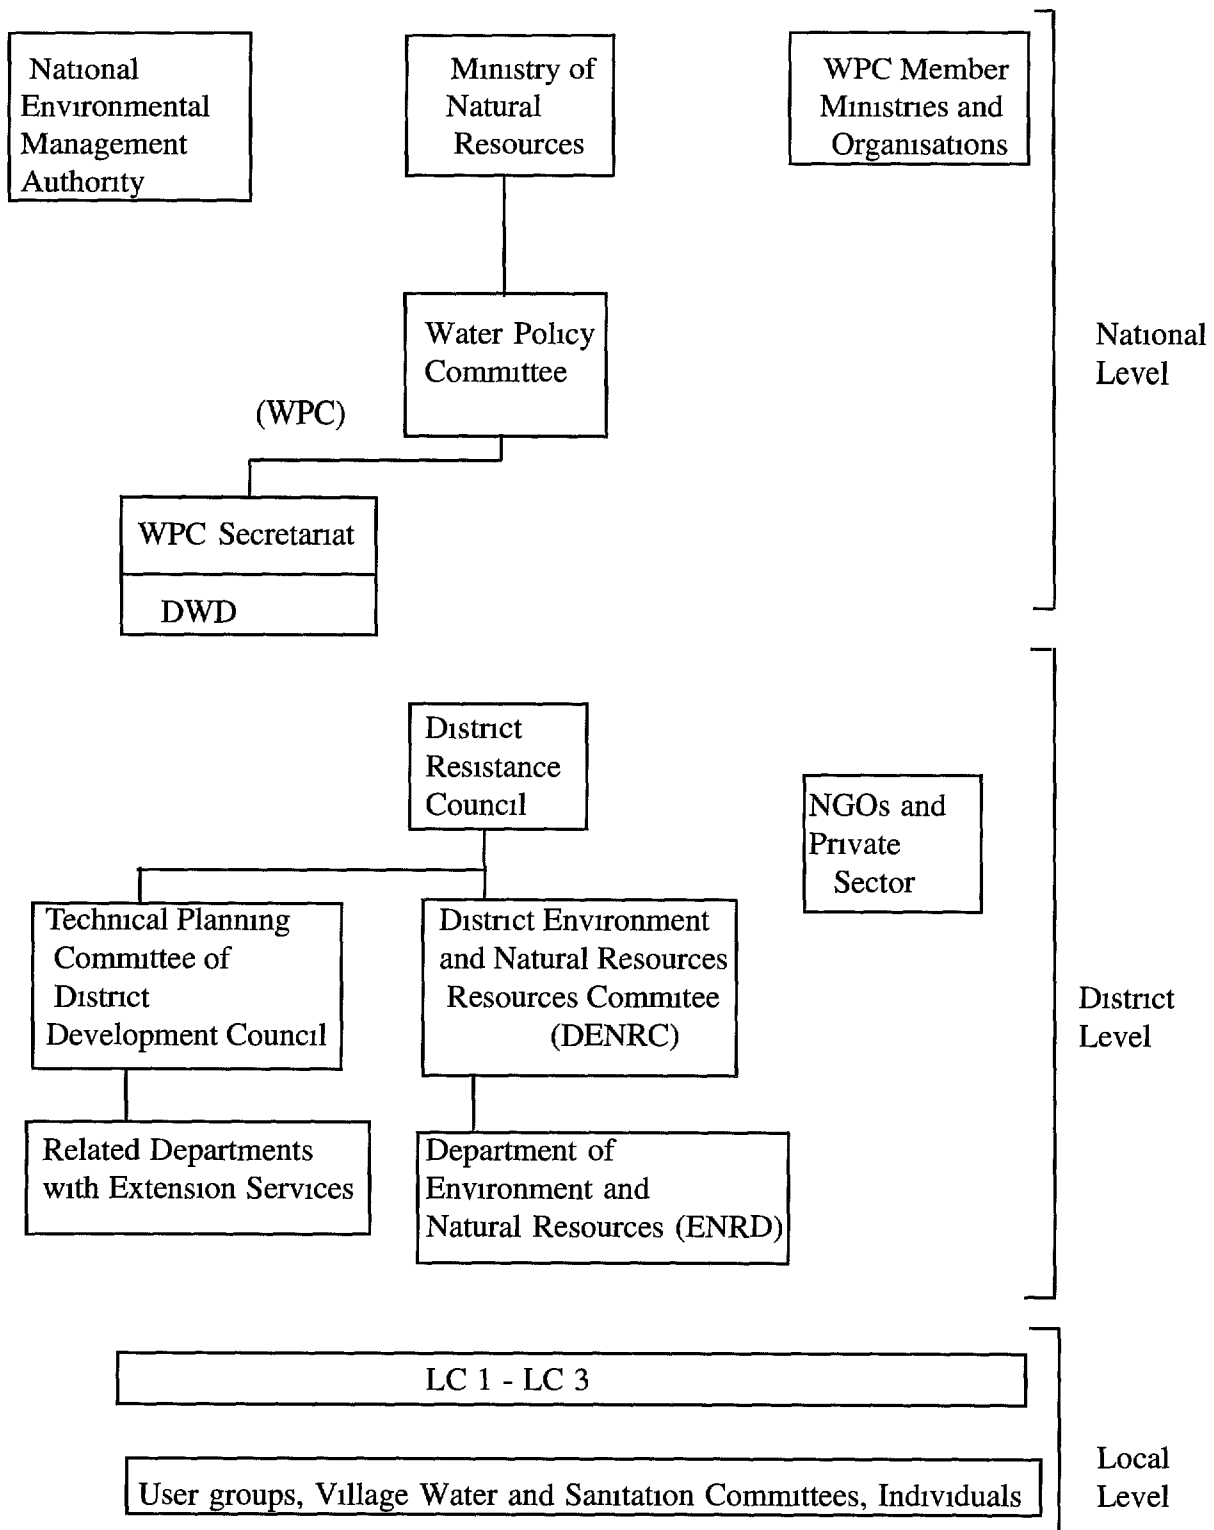 National
Environmental
Management
Authority
Ministry of
Natural
Resources
WPC Member
Ministries and
Organisations
Water Policy
Committee
(WPC)
WPC Secretariat
DWD
National
Level
District
Resistance
Council
NGOs and
Private
Sector
Technical Planning
Committee of
District
Development Council
District Environment
and Natural Resources
Resources Commitee
(DENRC)
Related Departments
with Extension Services
Department of
Environment and
Natural Resources (ENRD)
District
Level
LC 1 - LC 3
User groups, Village Water and Sanitation Committees, Individuals
Local
Level